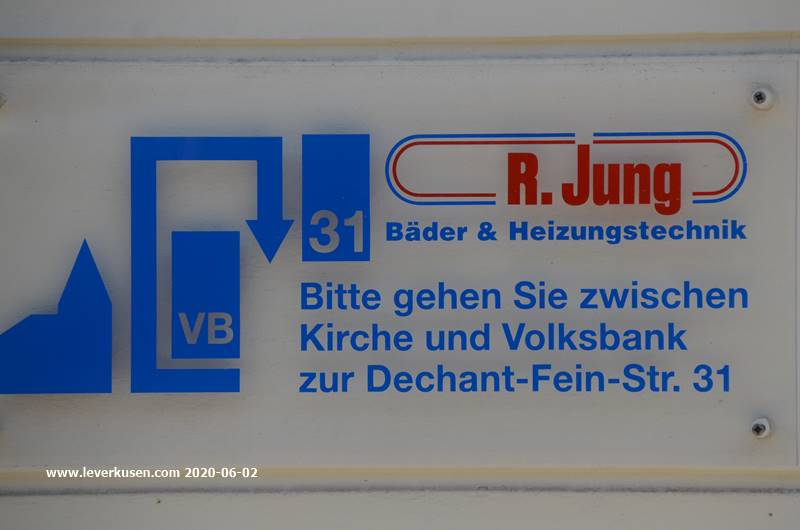 R. Jung
Bäder & Heizungstechnik
31
VB
Bitte gehen Sie zwischen
Kirche und Volksbank
zur Dechant-Fein-Str. 31
www.leverkusen.com 2020-06-02